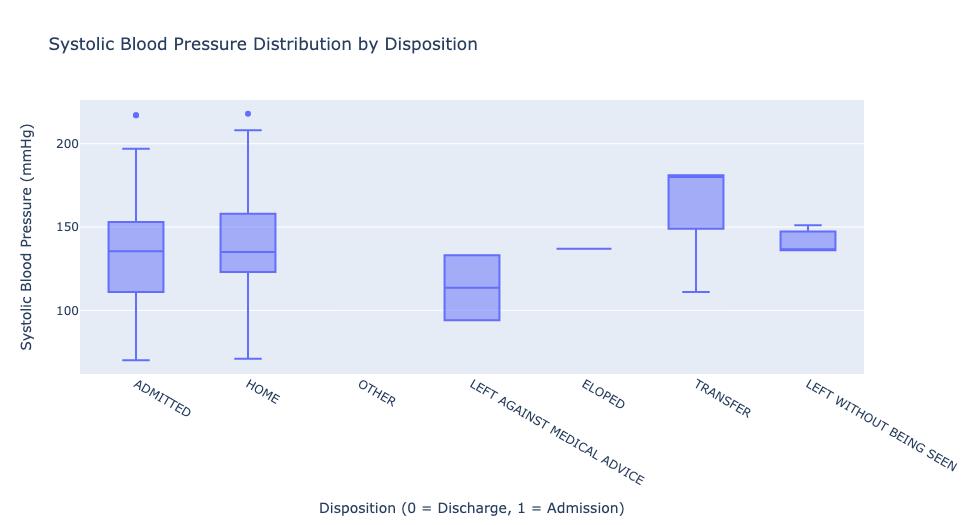 Systolic Blood Pressure Distribution by Disposition
Systolic Blood Pressure (mmHg)
200
150
100
ADMITTED
HOME
OTHER
LEFT AGAINST MEDICAL ADVICE
ELOPED
TRANSFER
LEFT WITHOUT BEING SEEN
Disposition (0 = Discharge, 1 = Admission)